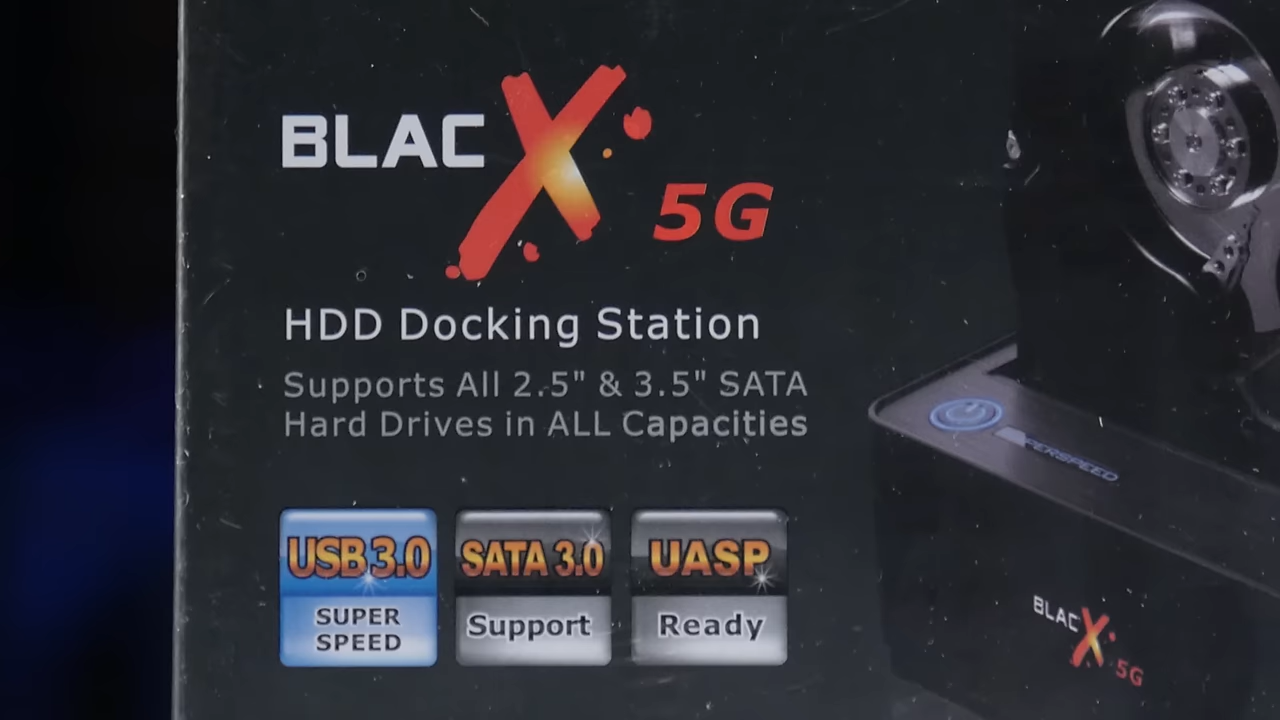 BLACX 5G
HDD Docking Station
Supports All 2.5" & 3.5" SATA
Hard Drives in ALL Capacities
USB 3.0
SUPER
SPEED
SATA 3.0
Support
UASP
Ready
BLACX 5G